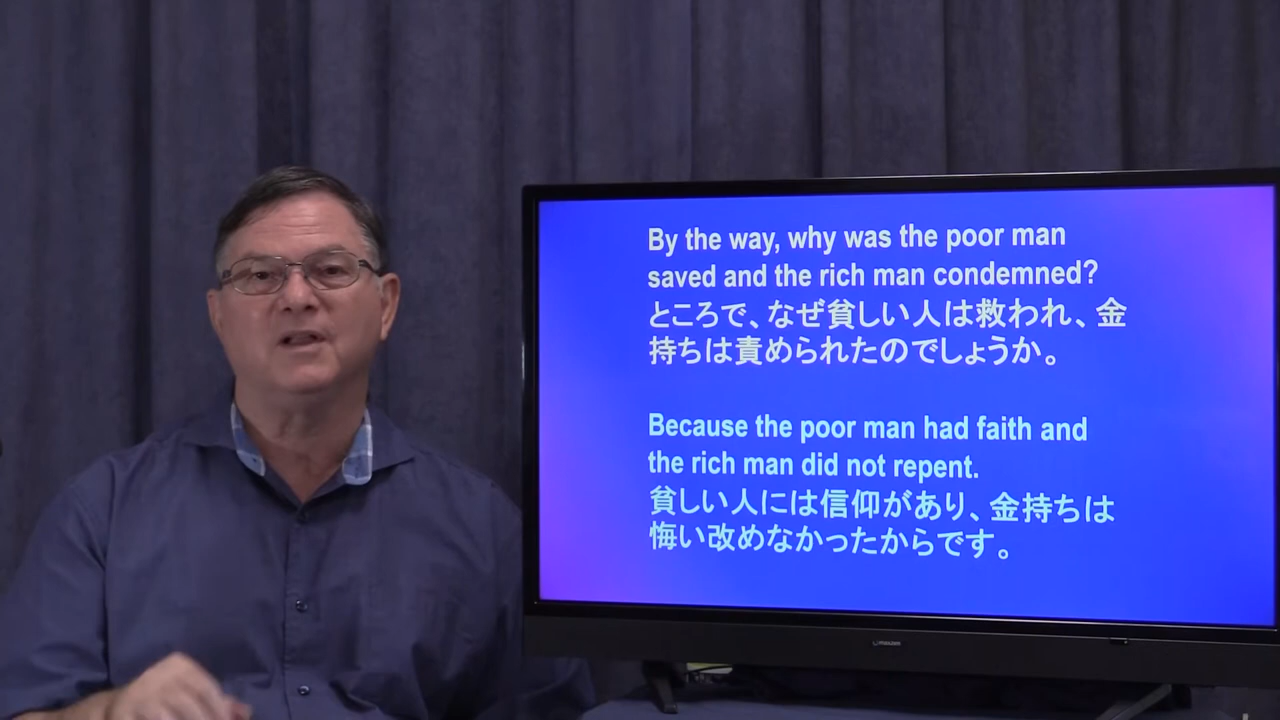 By the way, why was the poor man
saved and the rich man condemned?
ところで、なぜ貧しい人は救われ、金
持ちは責められたのでしょうか。
Because the poor man had faith and
the rich man did not repent.
貧しい人には信仰があり、金持ちは
悔い改めなかったからです。
maxzen